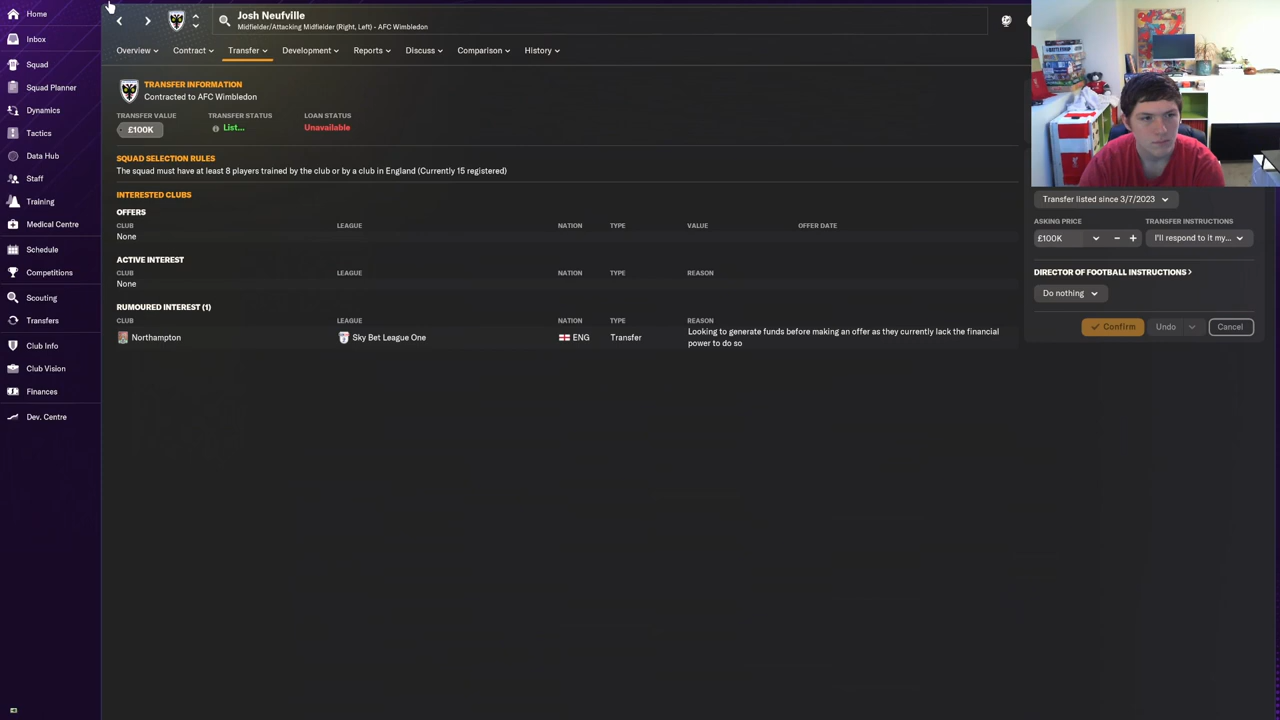 Home
Inbox
Squad
Squad Planner
Dynamics
Tactics
Data Hub
Staff
Training
Medical Centre
Schedule
Competitions
Scouting
Transfers
Club Info
Club Vision
Finances
Dev. Centre
Josh Neufville
Midfielder/Attacking Midfielder (Right, Left) - AFC Wimbledon
Overview Contract Transfer Development Reports Discuss Comparison History
TRANSFER INFORMATION
Contracted to AFC Wimbledon
TRANSFER VALUE TRANSFER STATUS LOAN STATUS
£100K List... Unavailable
SQUAD SELECTION RULES
The squad must have at least 8 players trained by the club or by a club in England (Currently 15 registered)
INTERESTED CLUBS
OFFERS
CLUB LEAGUE NATION TYPE VALUE OFFER DATE
None
ACTIVE INTEREST
CLUB LEAGUE NATION TYPE REASON
None
RUMOURED INTEREST (1)
CLUB LEAGUE NATION TYPE REASON
Northampton Sky Bet League One ENG Transfer Looking to generate funds before making an offer as they currently lack the financial
power to do so
Transfer listed since 3/7/2023
ASKING PRICE TRANSFER INSTRUCTIONS
£100K - + I'll respond to it my...
DIRECTOR OF FOOTBALL INSTRUCTIONS >
Do nothing
Confirm Undo Cancel